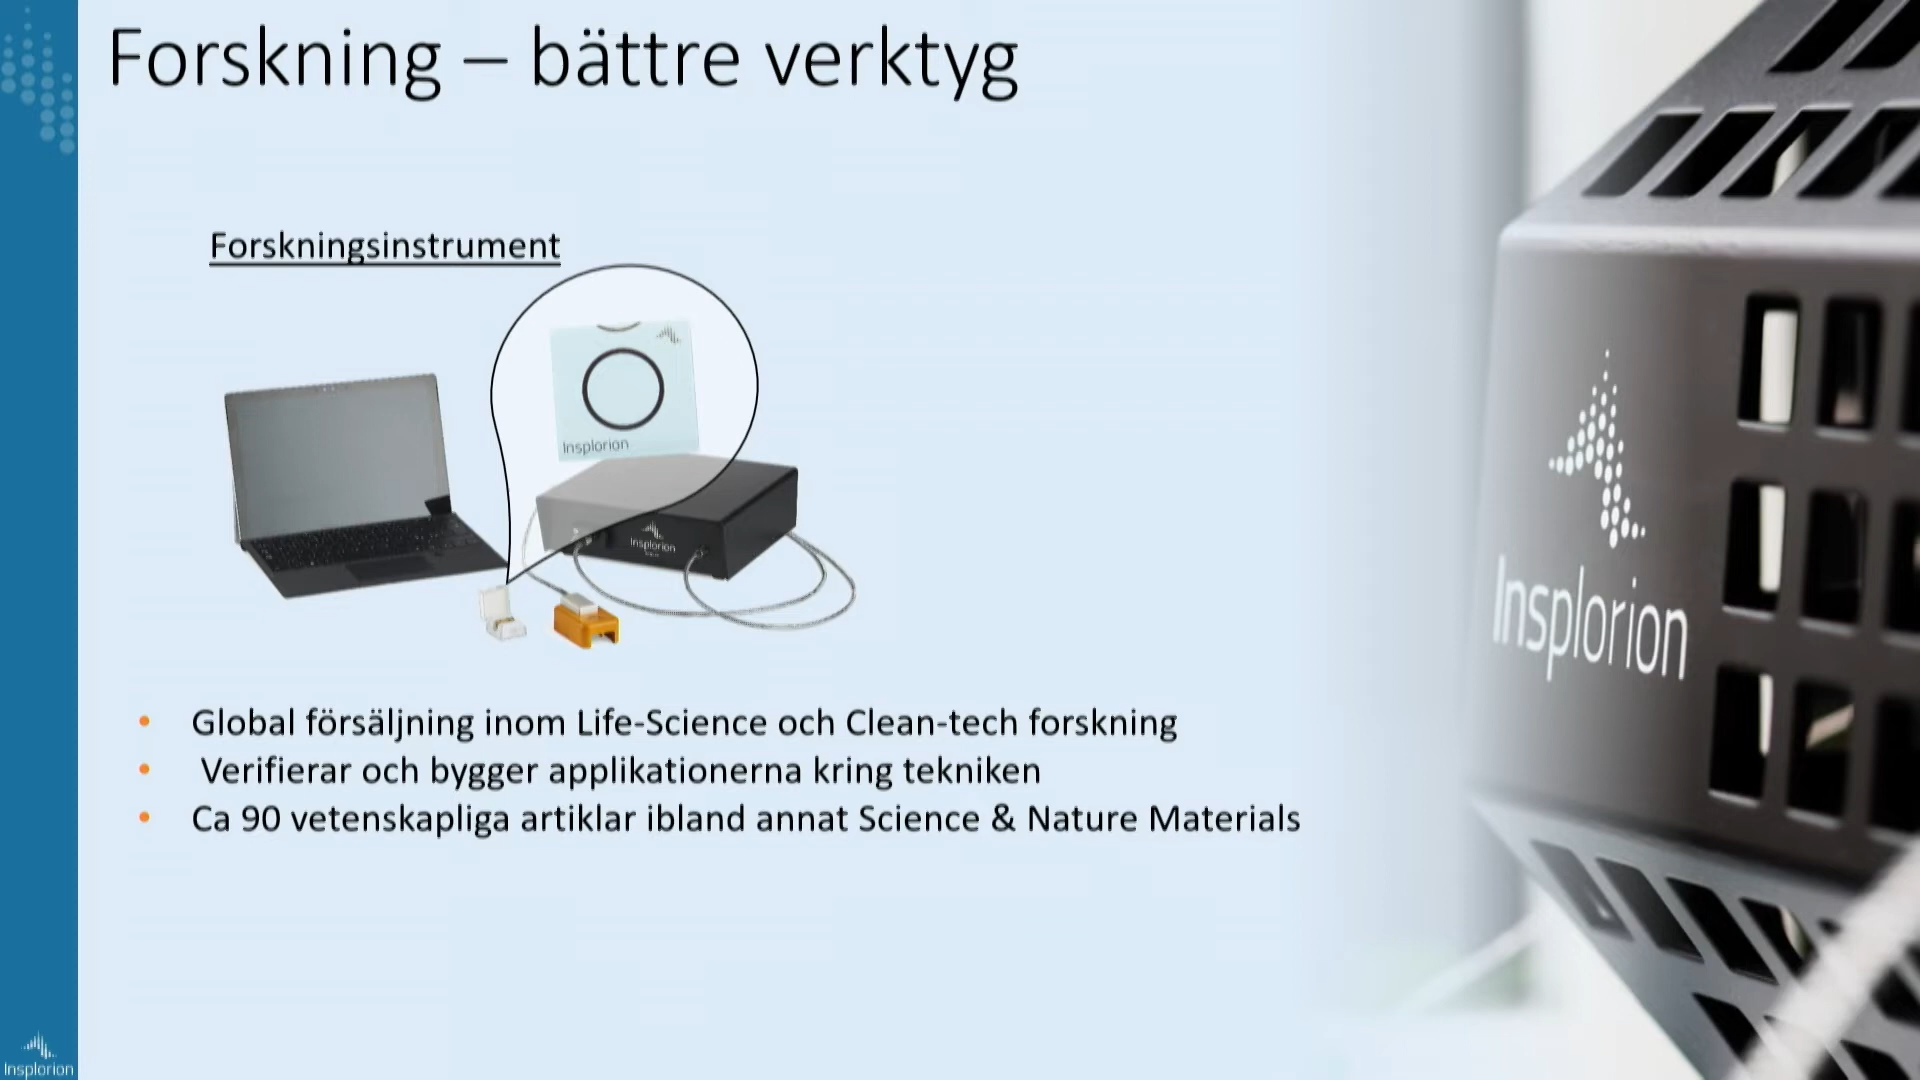 Forskning – bättre verktyg
Forskningsinstrument
Insplorion
Insplorion
Insplorion
• Global försäljning inom Life-Science och Clean-tech forskning
• Verifierar och bygger applikationerna kring tekniken
• Ca 90 vetenskapliga artiklar ibland annat Science & Nature Materials
Insplorion